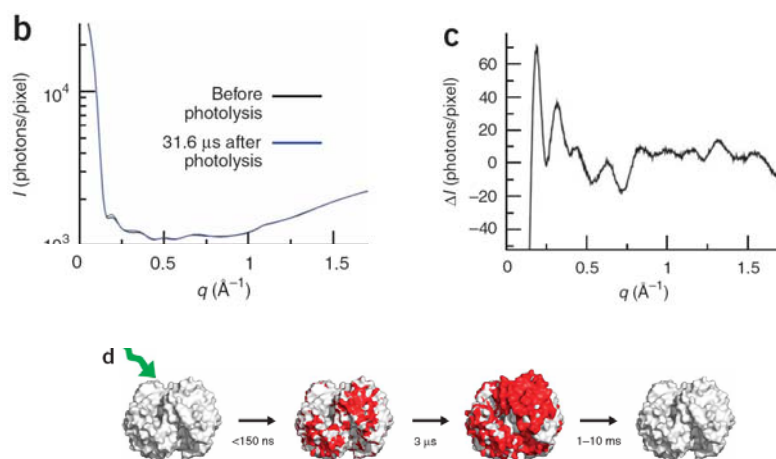 b
I (photons/pixel)
10⁴
10³
Before
photolysis
31.6 µs after
photolysis
0 0.5 1 1.5
q (Å⁻¹)
c
ΔI (photons/pixel)
60
40
20
0
−20
−40
0 0.5 1 1.5
q (Å⁻¹)
d
<150 ns
3 µs
1–10 ms